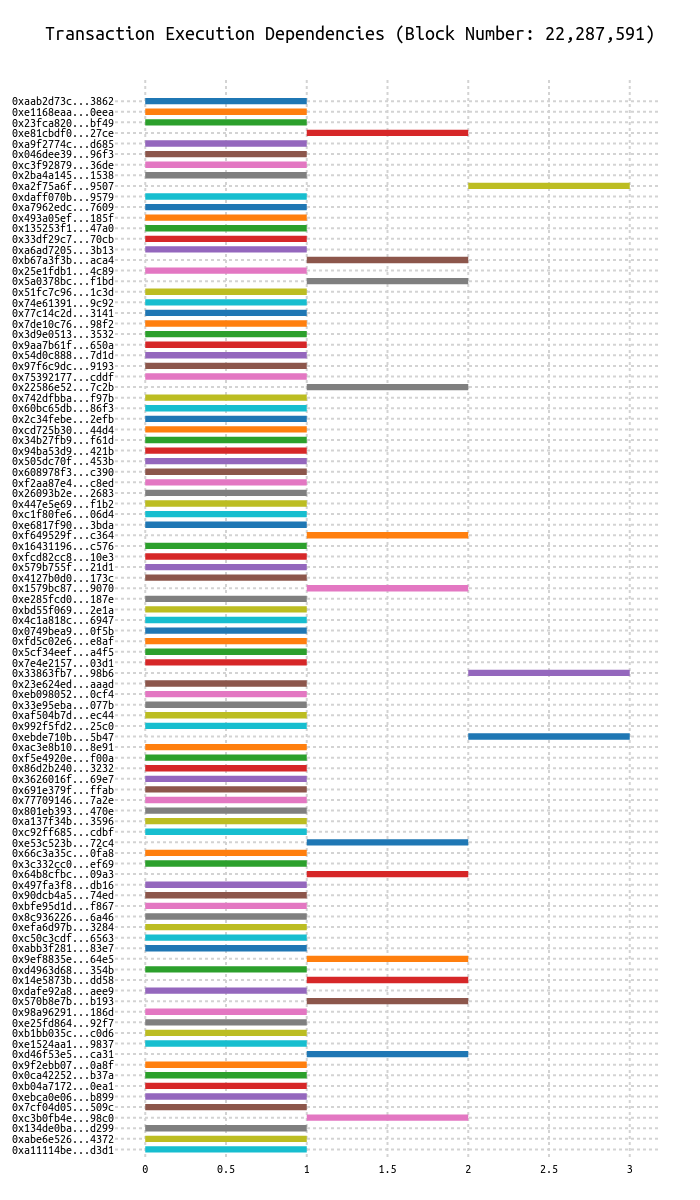 Transaction Execution Dependencies (Block Number: 22,287,591)
0xaab2d73c...3862
0xe1168eaa...0eea
0x23fca820...bf49
0xe81cbdf0...27ce
0xa9f2774c...d685
0x046dee39...96f3
0xc3f92879...36de
0x2ba4a145...1538
0xa2f75a6f...9507
0xdaff070b...9579
0xa7962edc...7609
0x493a05ef...185f
0x135253f1...47a0
0x33df29c7...70cb
0xa6ad7205...3b13
0xb67a3f3b...aca4
0x25e1fdb1...4c89
0x5a0378bc...f1bd
0x51fc7c96...1c3d
0x74e61391...9c92
0x77c14c2d...3141
0x7de10c76...98f2
0x3d9e0513...3532
0x9aa7b61f...650a
0x54d0c888...7d1d
0x97f6c9dc...9193
0x75392177...cddf
0x22586e52...7c2b
0x742dfbba...f97b
0x60bc65db...86f3
0x2c34febe...2efb
0xcd725b30...44d4
0x34b27fb9...f61d
0x94ba53d9...421b
0x505dc70f...453b
0x608978f3...c390
0xf2aa87e4...c8ed
0x26093b2e...2683
0x447e5e69...f1b2
0xc1f80fe6...06d4
0xe6817f90...3bda
0xf649529f...c364
0x16431196...c576
0xfcd82cc8...10e3
0x579b755f...21d1
0x4127b0d0...173c
0x1579bc87...9070
0xe285fcd0...187e
0xbd55f069...2e1a
0x4c1a818c...6947
0x0749bea9...0f5b
0xfd5c02e6...e8af
0x5cf34eef...a4f5
0x7e4e2157...03d1
0x33863fb7...98b6
0x23e624ed...aaad
0xeb098052...0cf4
0x33e95eba...077b
0xaf504b7d...ec44
0x992f5fd2...25c0
0xebde710b...5b47
0xac3e8b10...8e91
0xf5e4920e...f00a
0x86d2b240...3232
0x3626016f...69e7
0x691e379f...ffab
0x77709146...7a2e
0x801eb393...470e
0xa137f34b...3596
0xc92ff685...cdbf
0xe53c523b...72c4
0x66c3a35c...0fa8
0x3c332cc0...ef69
0x64b8cfbc...09a3
0x497fa3f8...db16
0x90dcb4a5...74ed
0xbfe95d1d...f867
0x8c936226...6a46
0xefa6d97b...3284
0xc50c3cdf...6563
0xabb3f281...83e7
0x9ef8835e...64e5
0xd4963d68...354b
0x14e5873b...dd58
0xdafe92a8...aee9
0x570b8e7b...b193
0x98a96291...186d
0xe25fd864...92f7
0xb1bb035c...c0d6
0xe1524aa1...9837
0xd46f53e5...ca31
0x9f2ebb07...0a8f
0x0ca42252...b37a
0xb04a7172...0ea1
0xebca0e06...b899
0x7cf04d05...509c
0xc3b0fb4e...98c0
0x134de0ba...d299
0xabe6e526...4372
0xa11114be...d3d1
0 0.5 1 1.5 2 2.5 3